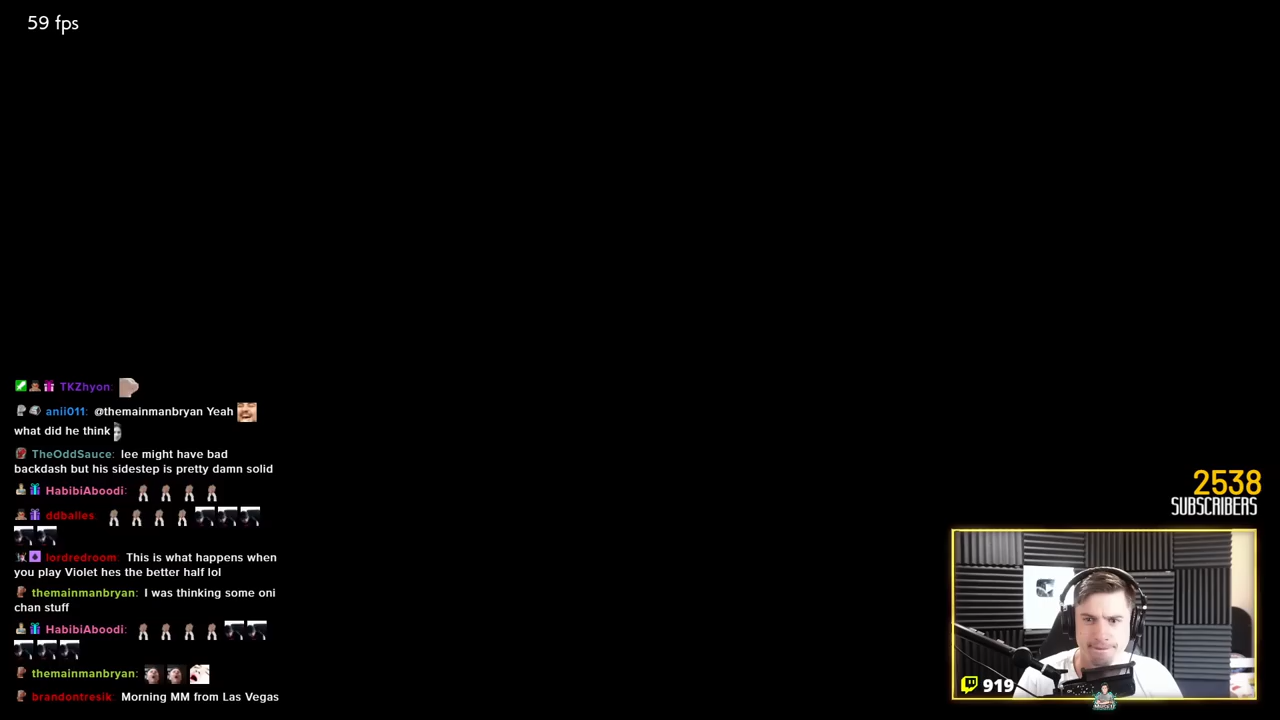 59 fps
TKZhyon:
anii011: @themainmanbryan Yeah
what did he think
TheOddSauce: lee might have bad
backdash but his sidestep is pretty damn solid
HabibiAboodi:
ddballes:
lordredroom: This is what happens when
you play Violet hes the better half lol
themainmanbryan: I was thinking some oni
chan stuff
HabibiAboodi:
themainmanbryan:
brandontresik: Morning MM from Las Vegas
2538
SUBSCRIBERS
919